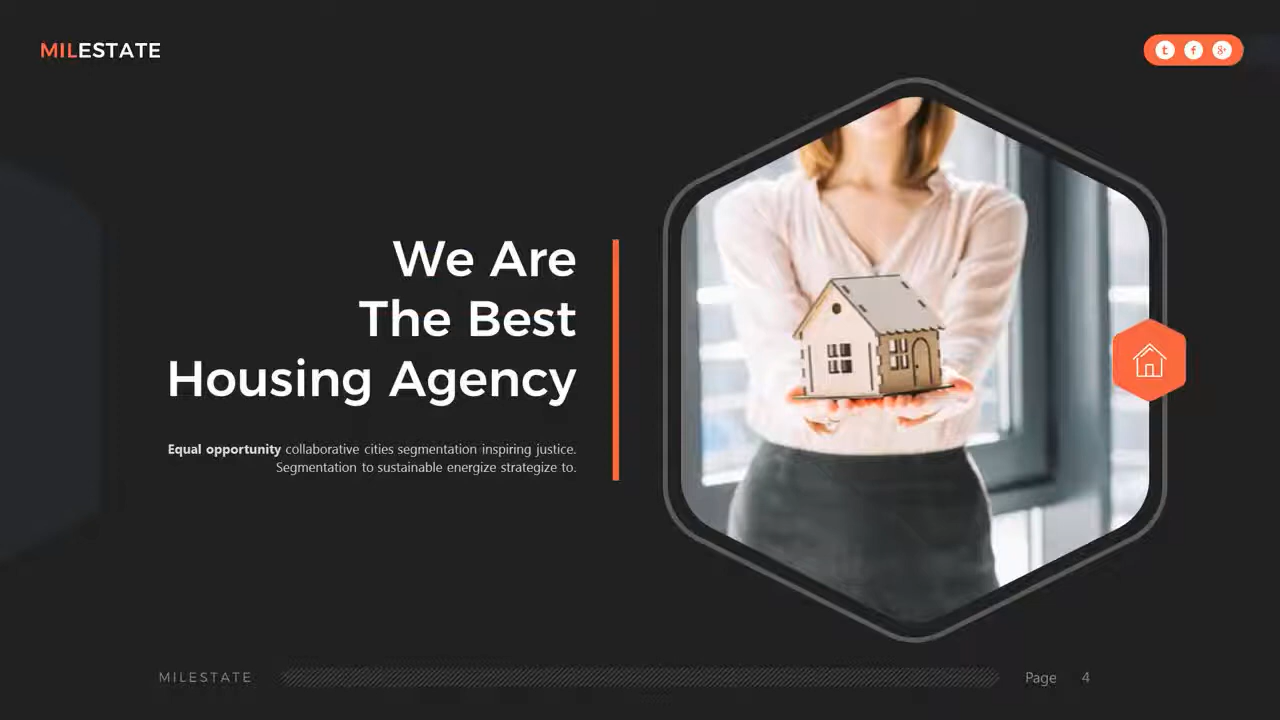 MILESTATE
We Are
The Best
Housing Agency
Equal opportunity collaborative cities segmentation inspiring justice.
Segmentation to sustainable energize strategize to.
MILESTATE
Page 4